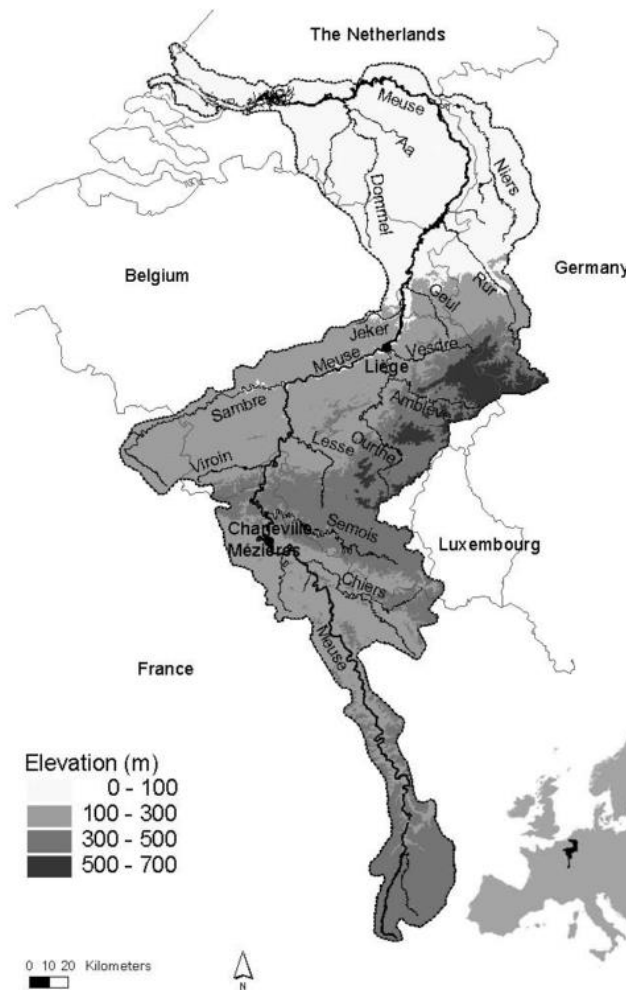 The Netherlands
Meuse
Aa
Dommel
Niers
Belgium
Germany
Rur
Geul
Jeker
Meuse
Vesdre
Liège
Sambre
Amblève
Ourthe
Lesse
Viroin
Semois
Charleville-
Mézières
Luxembourg
Chiers
Meuse
France
Elevation (m)
0 - 100
100 - 300
300 - 500
500 - 700
0 10 20 Kilometers
N